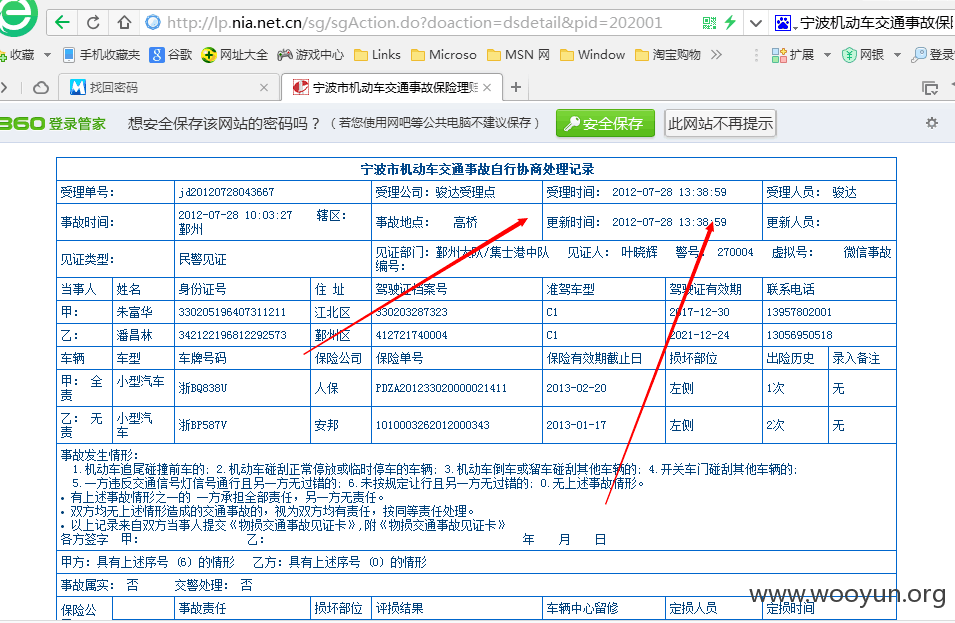 http://lp.nia.net.cn/sg/sgAction.do?doaction=dsdetail&pid=202001 宁波机动车交通事故保
收藏 手机收藏夹 谷歌 网址大全 游戏中心 Links Microso MSN 网 Window 淘宝购物 扩展 网银 登录
找回密码 宁波市机动车交通事故保险理赔
360 登录管家 想安全保存该网站的密码吗？（若您使用网吧等公共电脑不建议保存） 安全保存 此网站不再提示
宁波市机动车交通事故自行协商处理记录
受理单号： jd20120728043667 受理公司：骏达受理点 受理时间： 2012-07-28 13:38:59 受理人员： 骏达
事故时间： 2012-07-28 10:03:27 辖区：鄞州 事故地点： 高桥 更新时间： 2012-07-28 13:38:59 更新人员：
见证类型： 民警见证 见证部门：鄞州大队/集士港中队 见证人： 叶晓辉 警号： 270004 虚拟号： 微信事故编号：
当事人 姓名 身份证号 住 址 驾驶证档案号 准驾车型 驾驶证有效期 联系电话
甲： 朱富华 330205196407311211 江北区 330203287323 C1 2017-12-30 13957802001
乙： 潘昌林 342122196812292573 鄞州区 412721740004 C1 2021-12-24 13056950518
车辆 车型 车牌号码 保险公司 保险单号 保险有效期截止日 损坏部位 出险历史 录入备注
甲： 全责 小型汽车 浙BQ838U 人保 PDZA201233020000021411 2013-02-20 左侧 1次 无
乙： 无责 小型汽车 浙BP587V 安邦 1010003262012000343 2013-01-17 左侧 2次 无
事故发生情形：
1.机动车追尾碰撞前车的；2.机动车碰刮正常停放或临时停车的车辆；3.机动车倒车或溜车碰刮其他车辆的；4.开关车门碰刮其他车辆的；
5.一方违反交通信号灯信号通行且另一方无过错的；6.未按规定让行且另一方无过错的；0.无上述事故情形。
• 有上述事故情形之一的 一方承担全部责任，另一方无责任。
• 双方均无上述情形造成的交通事故的，视为双方均有责任，按同等责任处理。
• 以上记录来自双方当事人提交《物损交通事故见证卡》,附《物损交通事故见证卡》
各方签字 甲： 乙： 年 月 日
甲方：具有上述序号（6）的情形 乙方：具有上述序号（0）的情形
事故属实： 否 交警处理： 否
保险公 事故责任 损坏部位 评损结果 车辆中心留修 定损人员 定损时间
www.wooyun.org